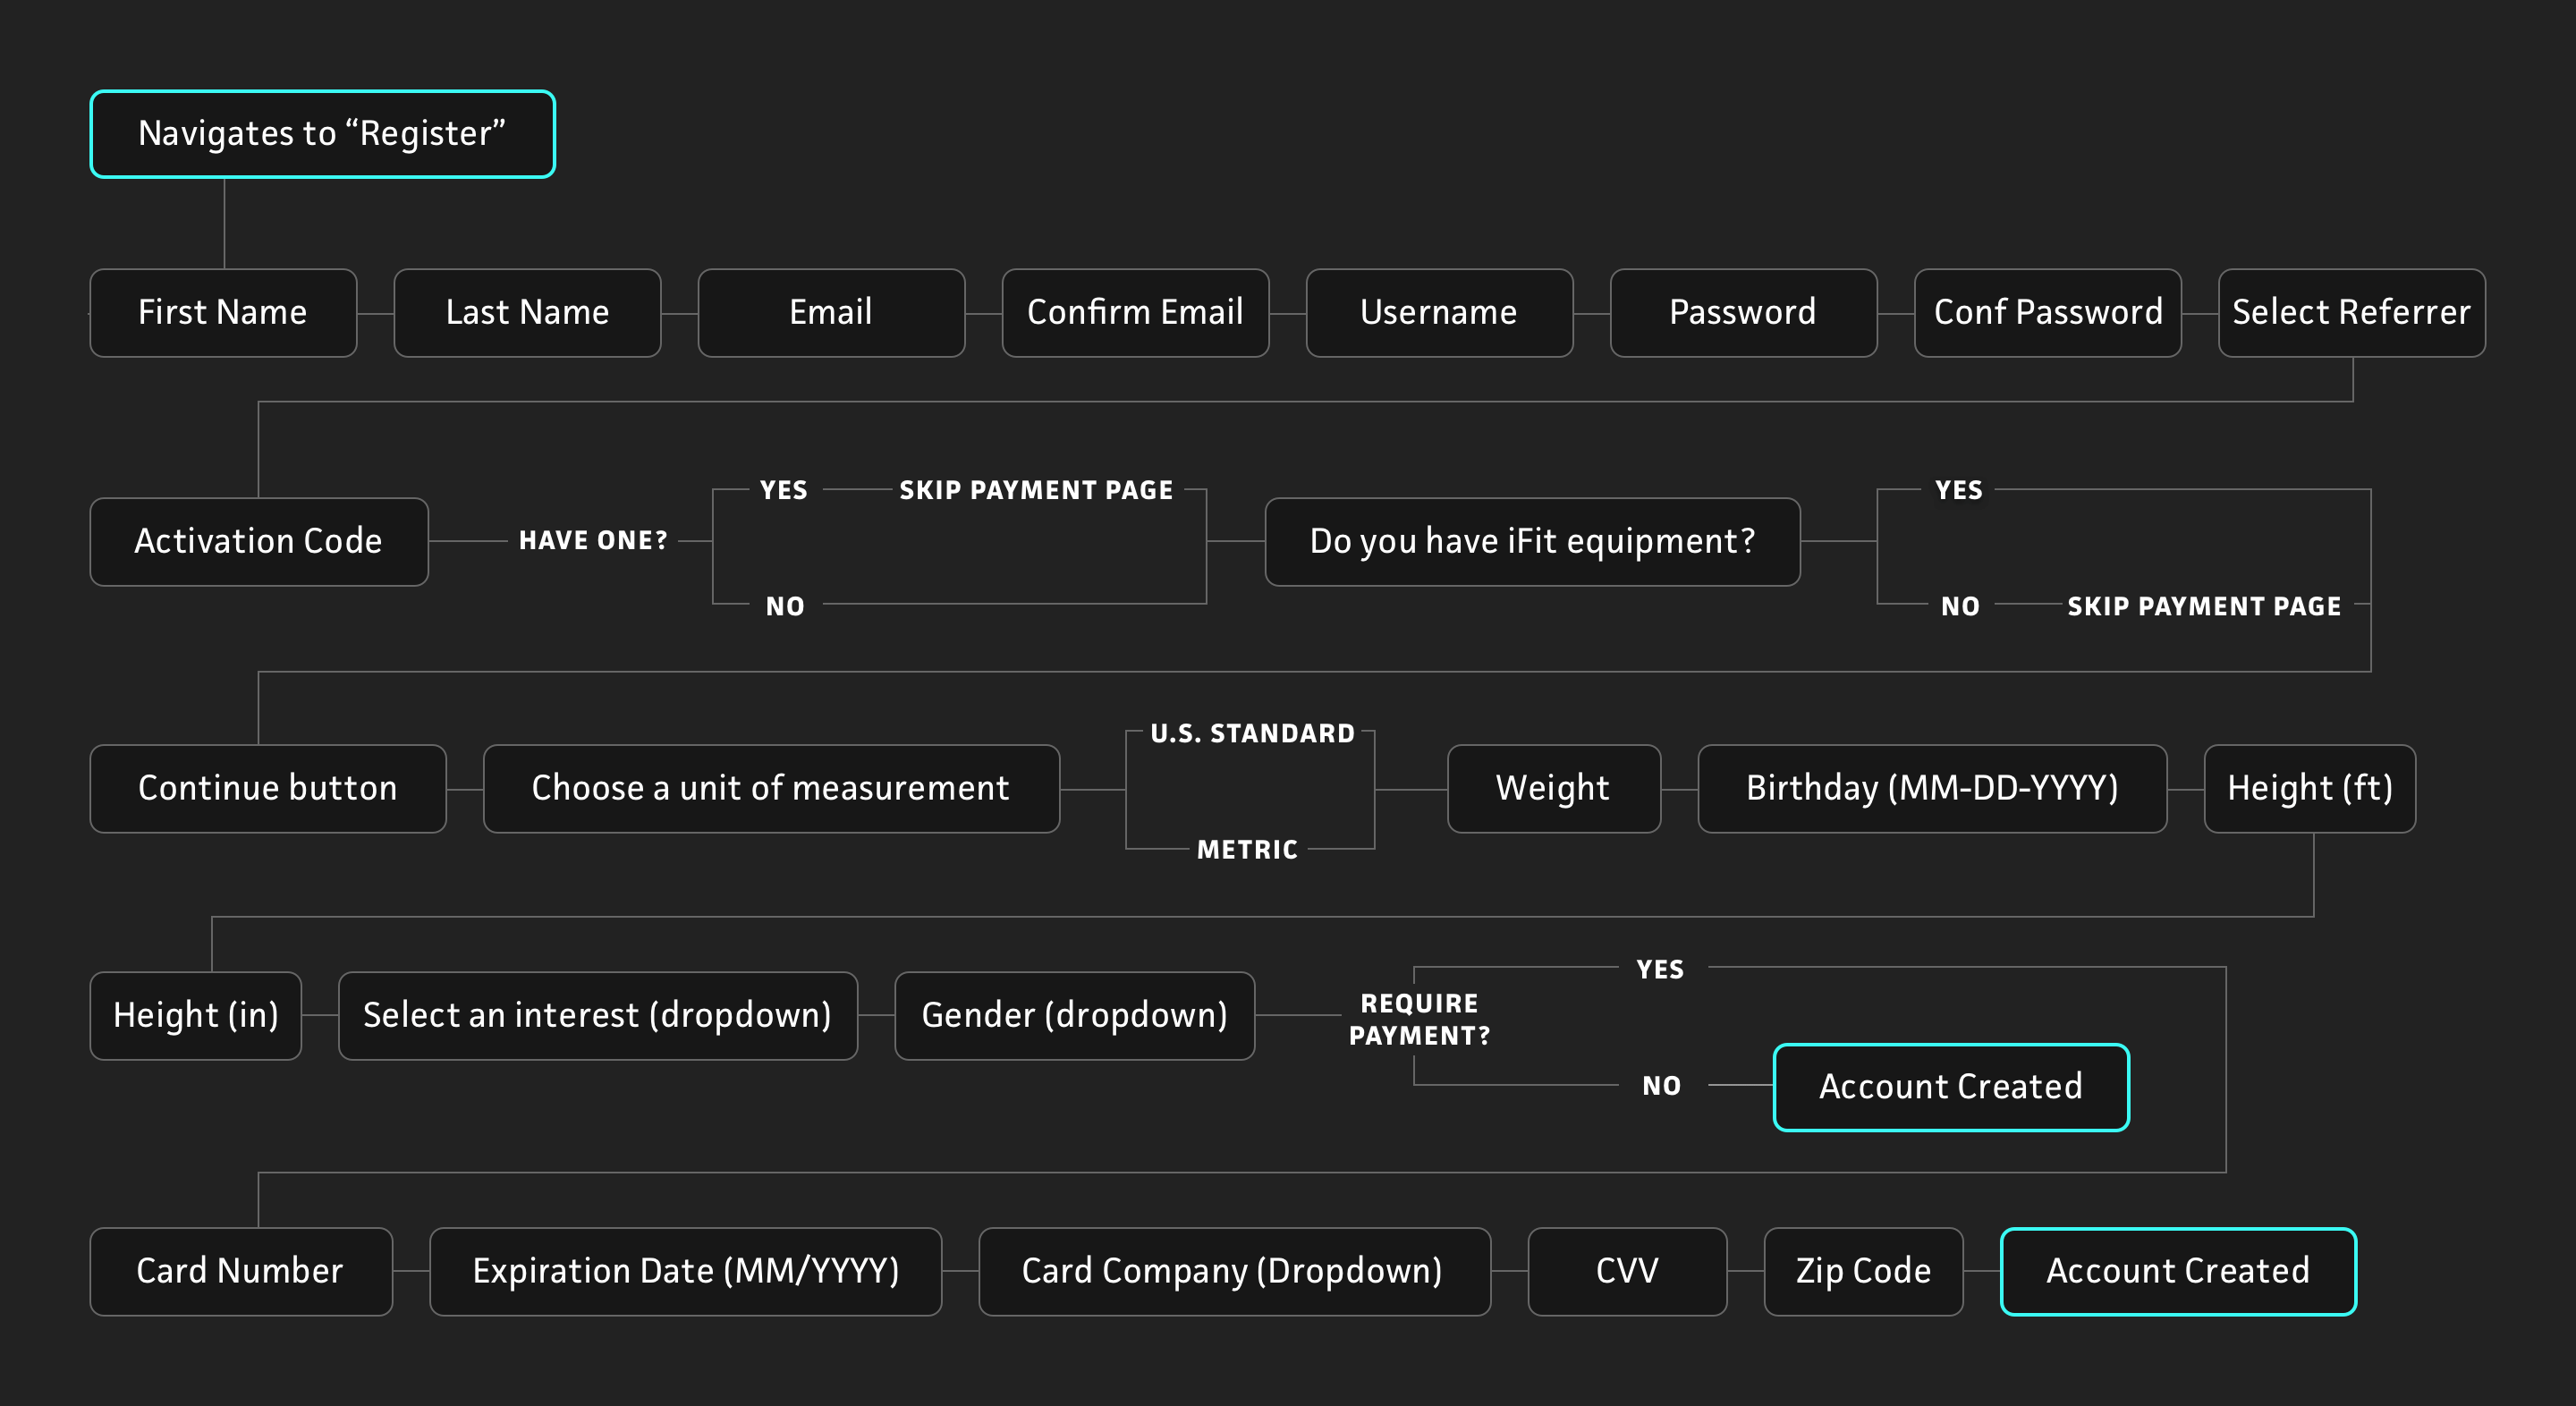 Navigates to “Register”
First Name
Last Name
Email
Confirm Email
Username
Password
Conf Password
Select Referrer
Activation Code
HAVE ONE?
YES
SKIP PAYMENT PAGE
NO
Do you have iFit equipment?
YES
NO
SKIP PAYMENT PAGE
Continue button
Choose a unit of measurement
U.S. STANDARD
METRIC
Weight
Birthday (MM-DD-YYYY)
Height (ft)
Height (in)
Select an interest (dropdown)
Gender (dropdown)
REQUIRE
PAYMENT?
YES
NO
Account Created
Card Number
Expiration Date (MM/YYYY)
Card Company (Dropdown)
CVV
Zip Code
Account Created